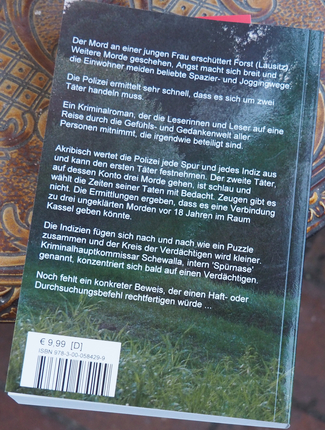 Der Mord an einer jungen Frau erschüttert Forst (Lausitz).
Weitere Morde geschehen, Angst macht sich breit und
die Einwohner meiden beliebte Spazier- und Joggingwege.
Die Polizei ermittelt sehr schnell, dass es sich um zwei
Täter handeln muss.
Ein Kriminalroman, der die Leserinnen und Leser auf eine
Reise durch die Gefühls- und Gedankenwelt aller
Personen mitnimmt, die irgendwie beteiligt sind.
Akribisch wertet die Polizei jede Spur und jedes Indiz aus
und kann den ersten Täter festnehmen. Der zweite Täter,
auf dessen Konto drei Morde gehen, ist schlau und
wählt die Zeiten seiner Taten mit Bedacht. Zeugen gibt es
nicht. Die Ermittlungen ergeben, dass es eine Verbindung
zu drei ungeklärten Morden vor 18 Jahren im Raum
Kassel geben könnte.
Die Indizien fügen sich nach und nach wie ein Puzzle
zusammen und der Kreis der Verdächtigen wird kleiner.
Kriminalhauptkommissar Schewalla, intern 'Spürnase'
genannt, konzentriert sich bald auf einen Verdächtigen.
Noch fehlt ein konkreter Beweis, der einen Haft- oder
Durchsuchungsbefehl rechtfertigen würde ...
€ 9.99 [D]
ISBN 978-3-00-058429-9